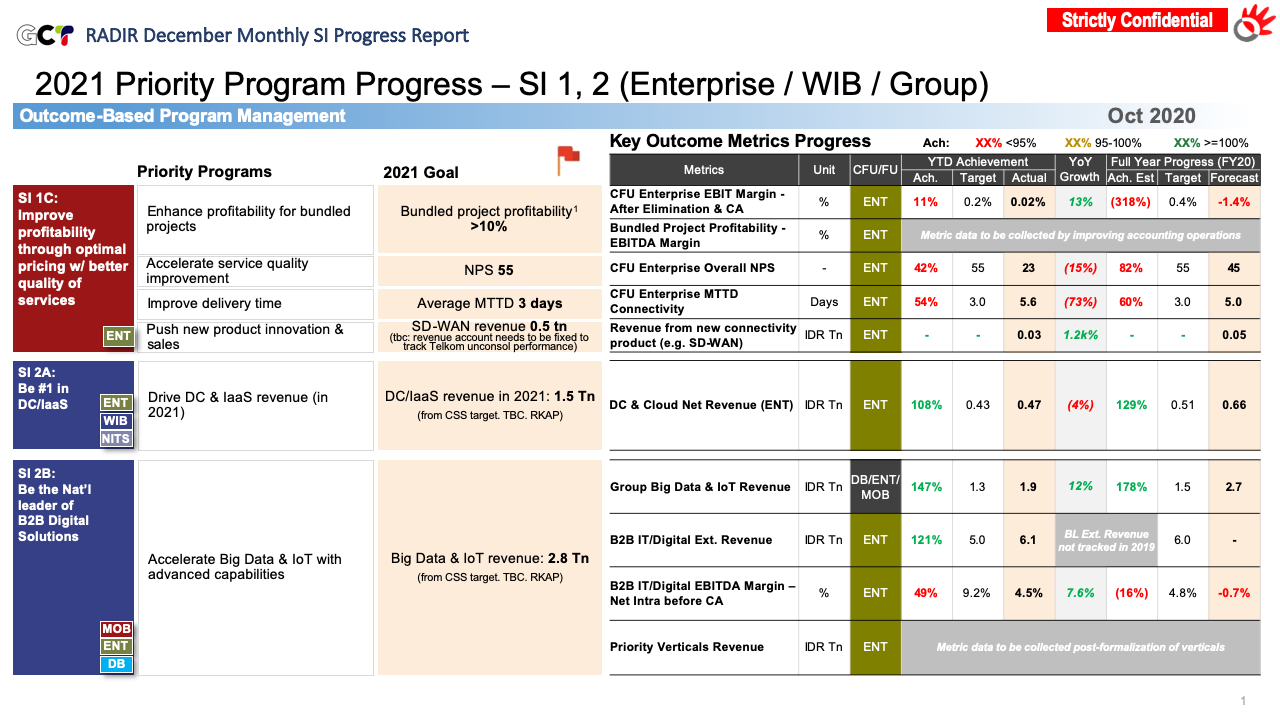 GCT RADIR December Monthly SI Progress Report
Strictly Confidential
2021 Priority Program Progress – SI 1, 2 (Enterprise / WIB / Group)
Outcome-Based Program Management
Oct 2020
Priority Programs
2021 Goal
SI 1C:
Improve
profitability
through optimal
pricing w/ better
quality of
services
ENT
Enhance profitability for bundled
projects
Bundled project profitability¹
>10%
Accelerate service quality
improvement
NPS 55
Improve delivery time
Average MTTD 3 days
Push new product innovation &
sales
SD-WAN revenue 0.5 tn
(tbc: revenue account needs to be fixed to
track Telkom unconsol performance)
SI 2A:
Be #1 in
DC/IaaS
ENT
WIB
NITS
Drive DC & IaaS revenue (in
2021)
DC/IaaS revenue in 2021: 1.5 Tn
(from CSS target. TBC. RKAP)
SI 2B:
Be the Nat'l
leader of
B2B Digital
Solutions
MOB
ENT
DB
Accelerate Big Data & IoT with
advanced capabilities
Big Data & IoT revenue: 2.8 Tn
(from CSS target. TBC. RKAP)
Key Outcome Metrics Progress
Ach: XX% <95% XX% 95-100% XX% >=100%
Metrics Unit CFU/FU YTD Achievement YoY Growth Full Year Progress (FY20)
Ach. Target Actual Ach. Est Target Forecast
CFU Enterprise EBIT Margin -
After Elimination & CA % ENT 11% 0.2% 0.02% 13% (318%) 0.4% -1.4%
Bundled Project Profitability -
EBITDA Margin % ENT Metric data to be collected by improving accounting operations
CFU Enterprise Overall NPS - ENT 42% 55 23 (15%) 82% 55 45
CFU Enterprise MTTD
Connectivity Days ENT 54% 3.0 5.6 (73%) 60% 3.0 5.0
Revenue from new connectivity
product (e.g. SD-WAN) IDR Tn ENT - - 0.03 1.2k% - - 0.05
DC & Cloud Net Revenue (ENT) IDR Tn ENT 108% 0.43 0.47 (4%) 129% 0.51 0.66
Group Big Data & IoT Revenue IDR Tn DB/ENT/
MOB 147% 1.3 1.9 12% 178% 1.5 2.7
B2B IT/Digital Ext. Revenue IDR Tn ENT 121% 5.0 6.1 BL Ext. Revenue
not tracked in 2019 6.0 -
B2B IT/Digital EBITDA Margin –
Net Intra before CA % ENT 49% 9.2% 4.5% 7.6% (16%) 4.8% -0.7%
Priority Verticals Revenue IDR Tn ENT Metric data to be collected post-formalization of verticals
1